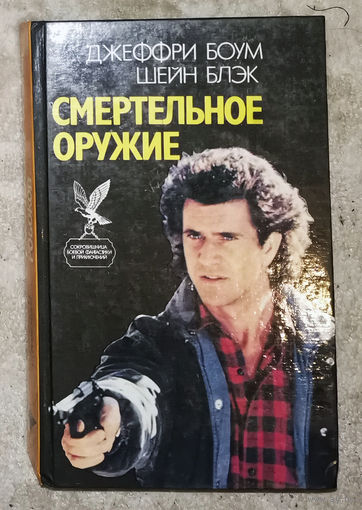 ДЖЕФФРИ БОУМ
ШЕЙН БЛЭК
СМЕРТЕЛЬНОЕ
ОРУЖИЕ
СОКРОВИЩНИЦА
БОЕВОЙ ФАНТАСТИКИ
И ПРИКЛЮЧЕНИЙ